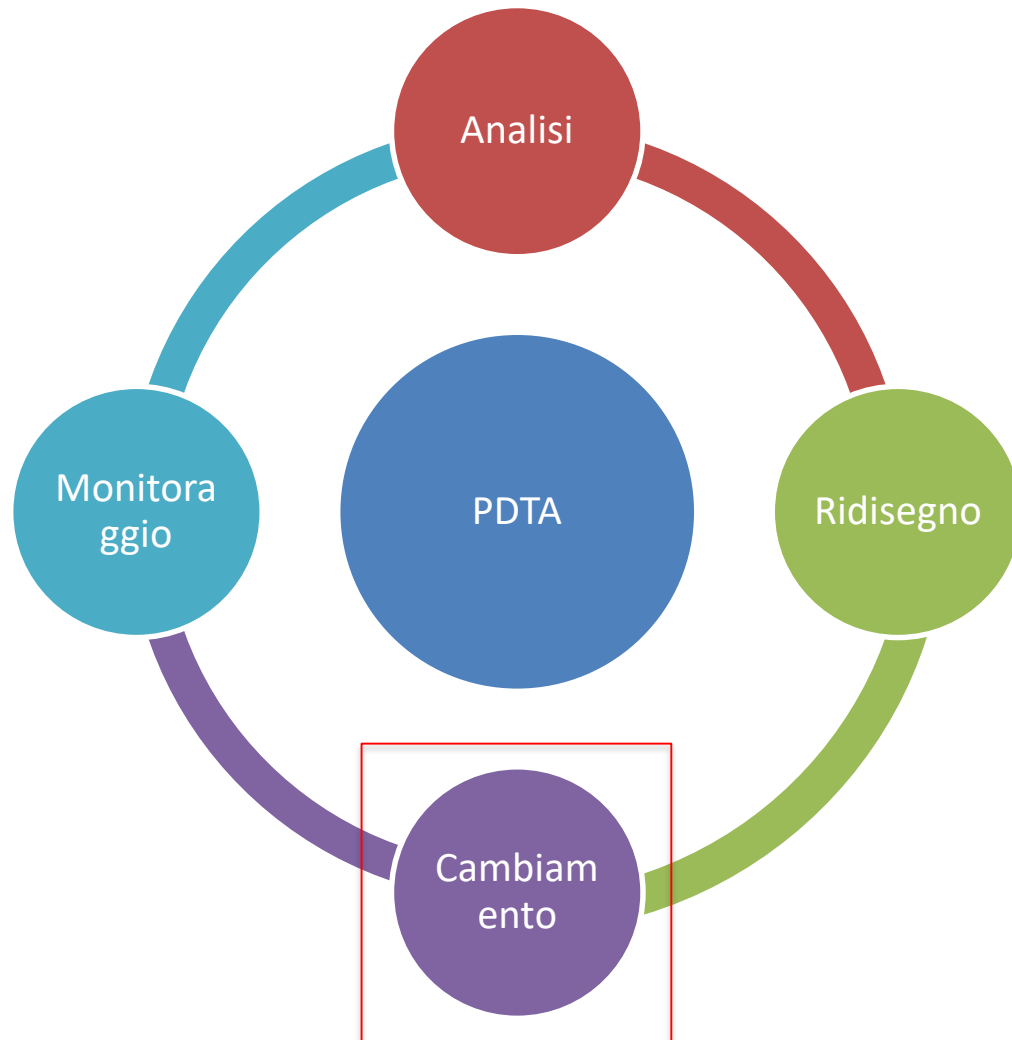 Analisi
Monitora
ggio
PDTA
Ridisegno
Cambiam
ento